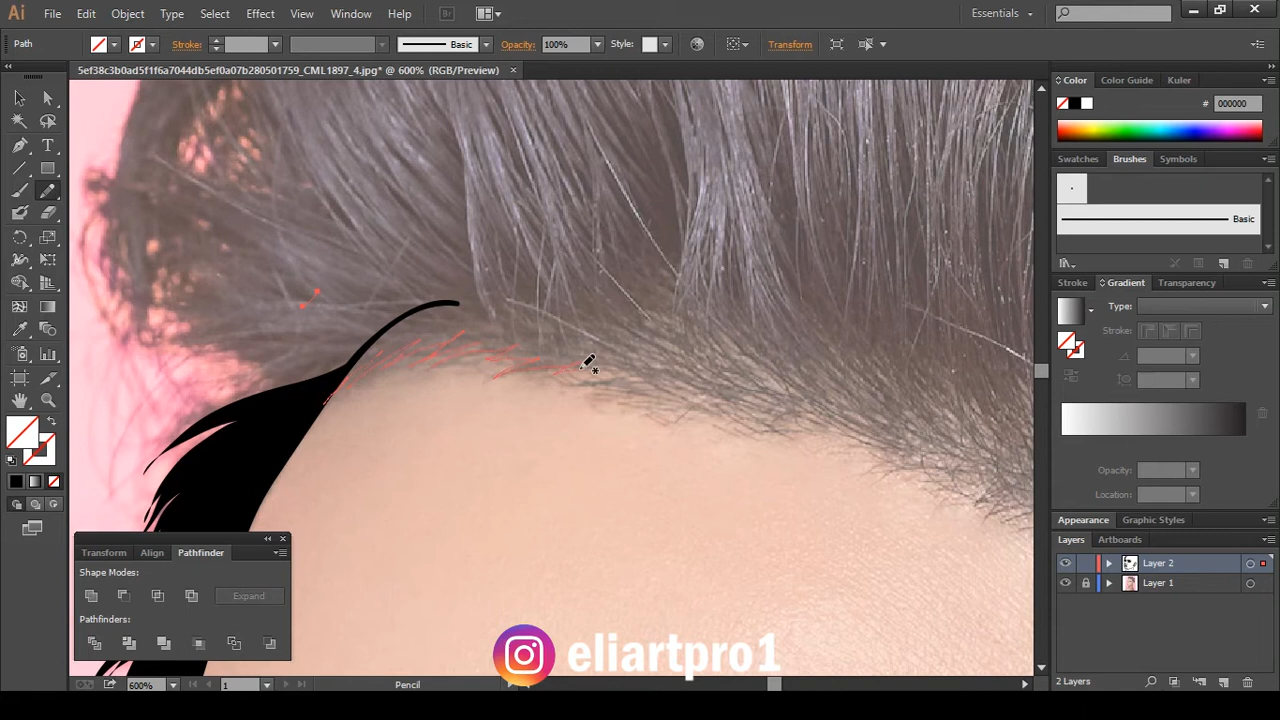 Ai File Edit Object Type Select Effect View Window Help Br Essentials
Path Stroke: Basic Opacity: 100% Style: Transform
5ef38c3b0ad5f1f6a7044db5ef0a07b280501759_CML1897_4.jpg* @ 600% (RGB/Preview)
Color Color Guide Kuler
# 000000
Swatches Brushes Symbols
Basic
Stroke Gradient Transparency
Type:
Stroke:
Opacity:
Location:
Appearance Graphic Styles
Layers Artboards
Layer 2
Layer 1
2 Layers
Transform Align Pathfinder
Shape Modes:
Expand
Pathfinders:
eliartpro1
600% 1 Pencil